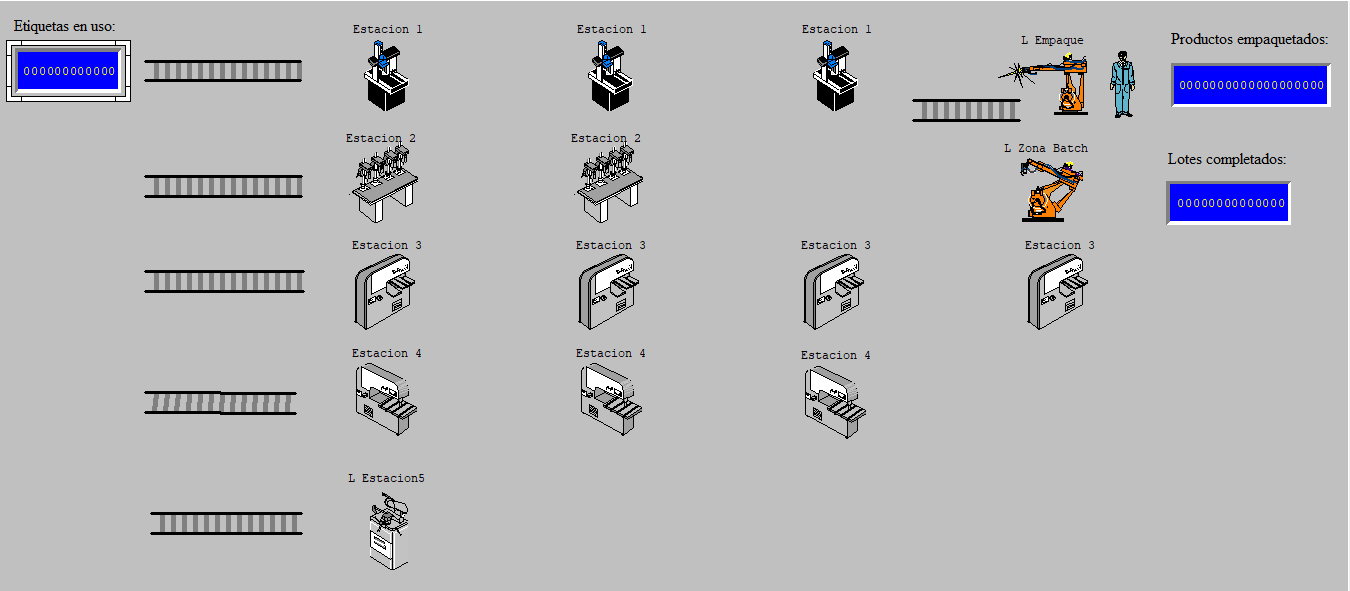 Etiquetas en uso:
000000000000
Estacion 1
Estacion 1
Estacion 1
L Empaque
Productos empaquetados:
0000000000000000000
Estacion 2
Estacion 2
L Zona Batch
Lotes completados:
00000000000000
Estacion 3
Estacion 3
Estacion 3
Estacion 3
Estacion 4
Estacion 4
Estacion 4
L Estacion5